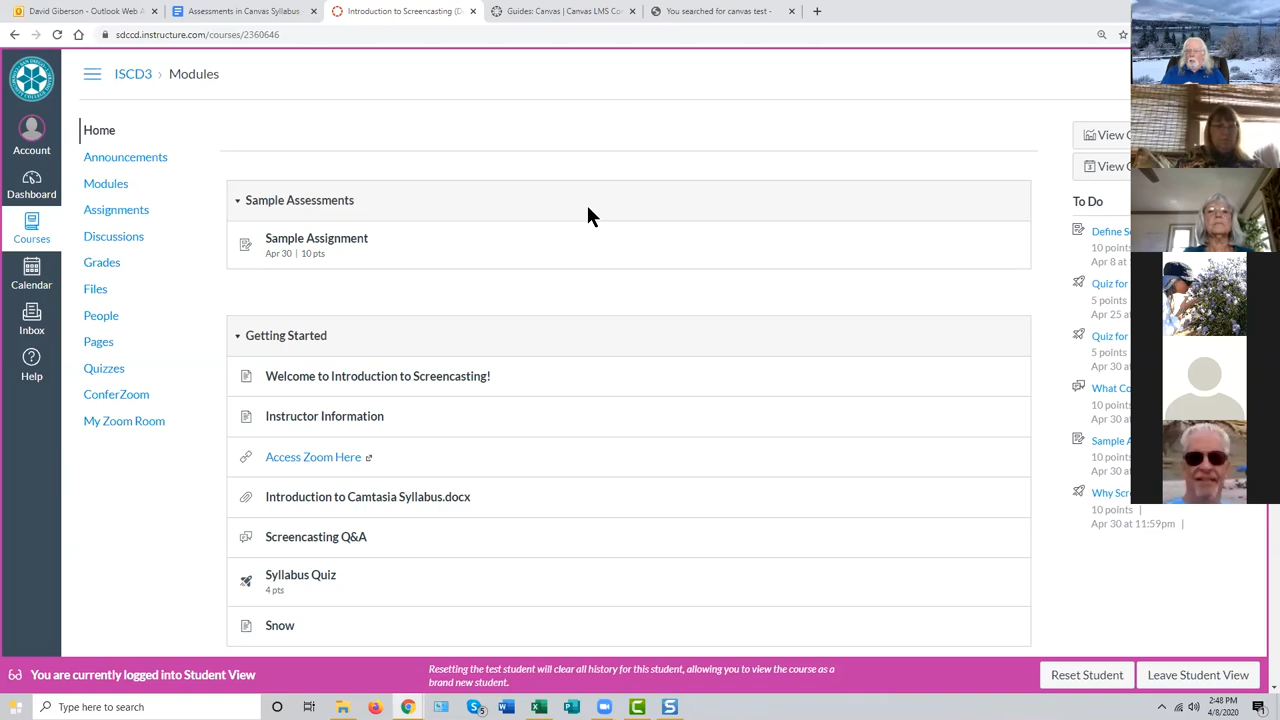 David Giberson - Outlook Web A
Assessments in Canvas Syllabus
Introduction to Screencasting (D
Guides: Canvas | Canvas LMS Co
You searched for canvas test -
sdccd.instructure.com/courses/2360646
ISCD3 › Modules
Account
Dashboard
Courses
Calendar
Inbox
Help
Home
Announcements
Modules
Assignments
Discussions
Grades
Files
People
Pages
Quizzes
ConferZoom
My Zoom Room
Sample Assessments
Sample Assignment
Apr 30 | 10 pts
Getting Started
Welcome to Introduction to Screencasting!
Instructor Information
Access Zoom Here
Introduction to Camtasia Syllabus.docx
Screencasting Q&A
Syllabus Quiz
4 pts
Snow
View
View
To Do
Define
10 points
Apr 8 at
Quiz for
5 points
Apr 25 at
Quiz for
5 points
Apr 30 at
What Co
10 points
Apr 30 at
Sample A
10 points
Apr 30 at
Why Scr
10 points |
Apr 30 at 11:59pm |
You are currently logged into Student View
Resetting the test student will clear all history for this student, allowing you to view the course as a
brand new student.
Reset Student
Leave Student View
Type here to search
5
2:48 PM
4/8/2020
1